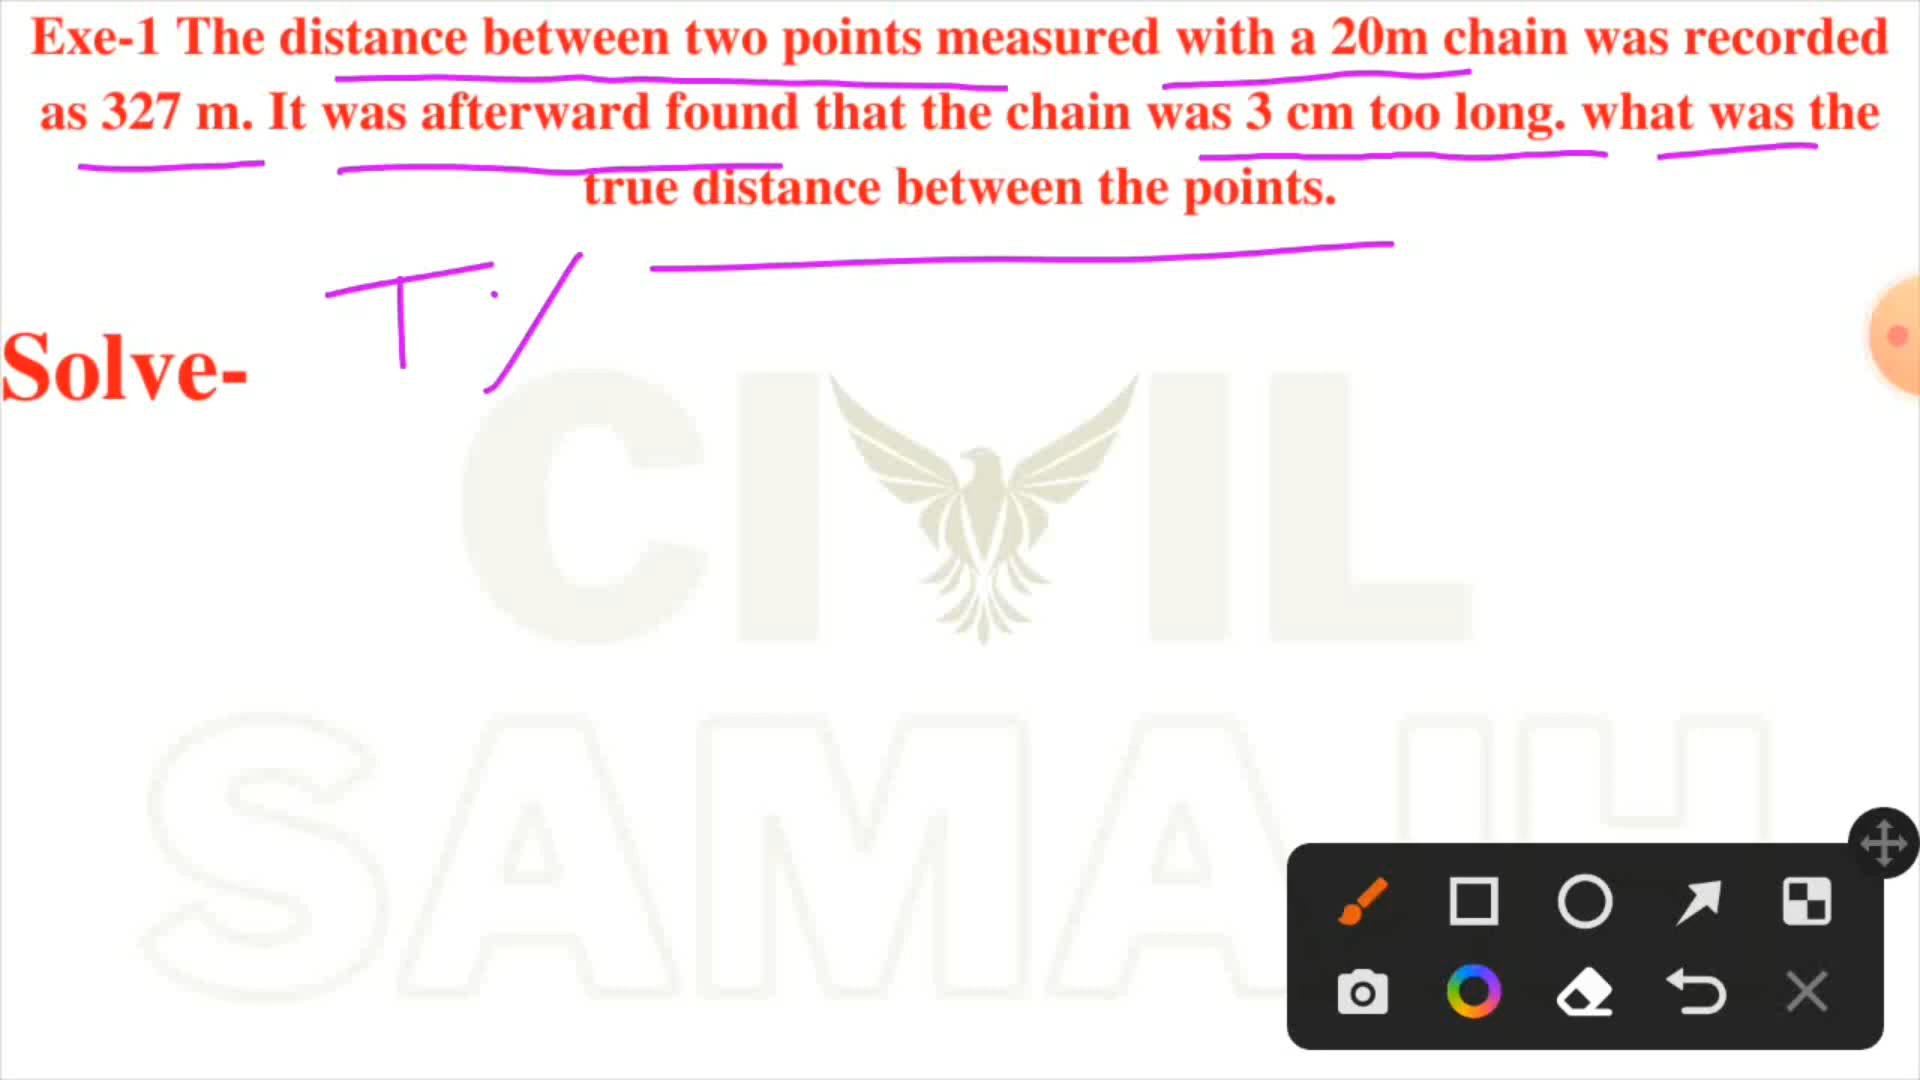 Exe-1 The distance between two points measured with a 20m chain was recorded
as 327 m. It was afterward found that the chain was 3 cm too long. what was the
true distance between the points.
T.
Solve-
CIVIL
SAMAJH